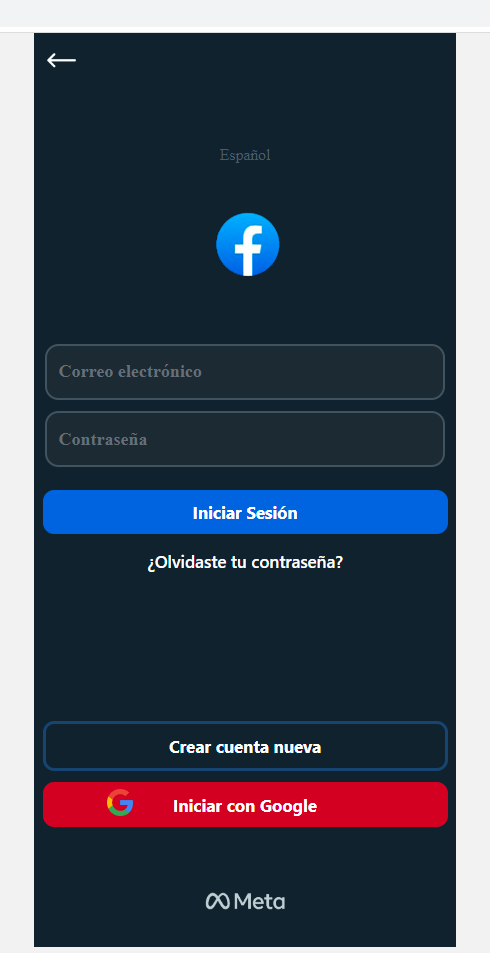 Español
Correo electrónico
Contraseña
Iniciar Sesión
¿Olvidaste tu contraseña?
Crear cuenta nueva
Iniciar con Google
Meta